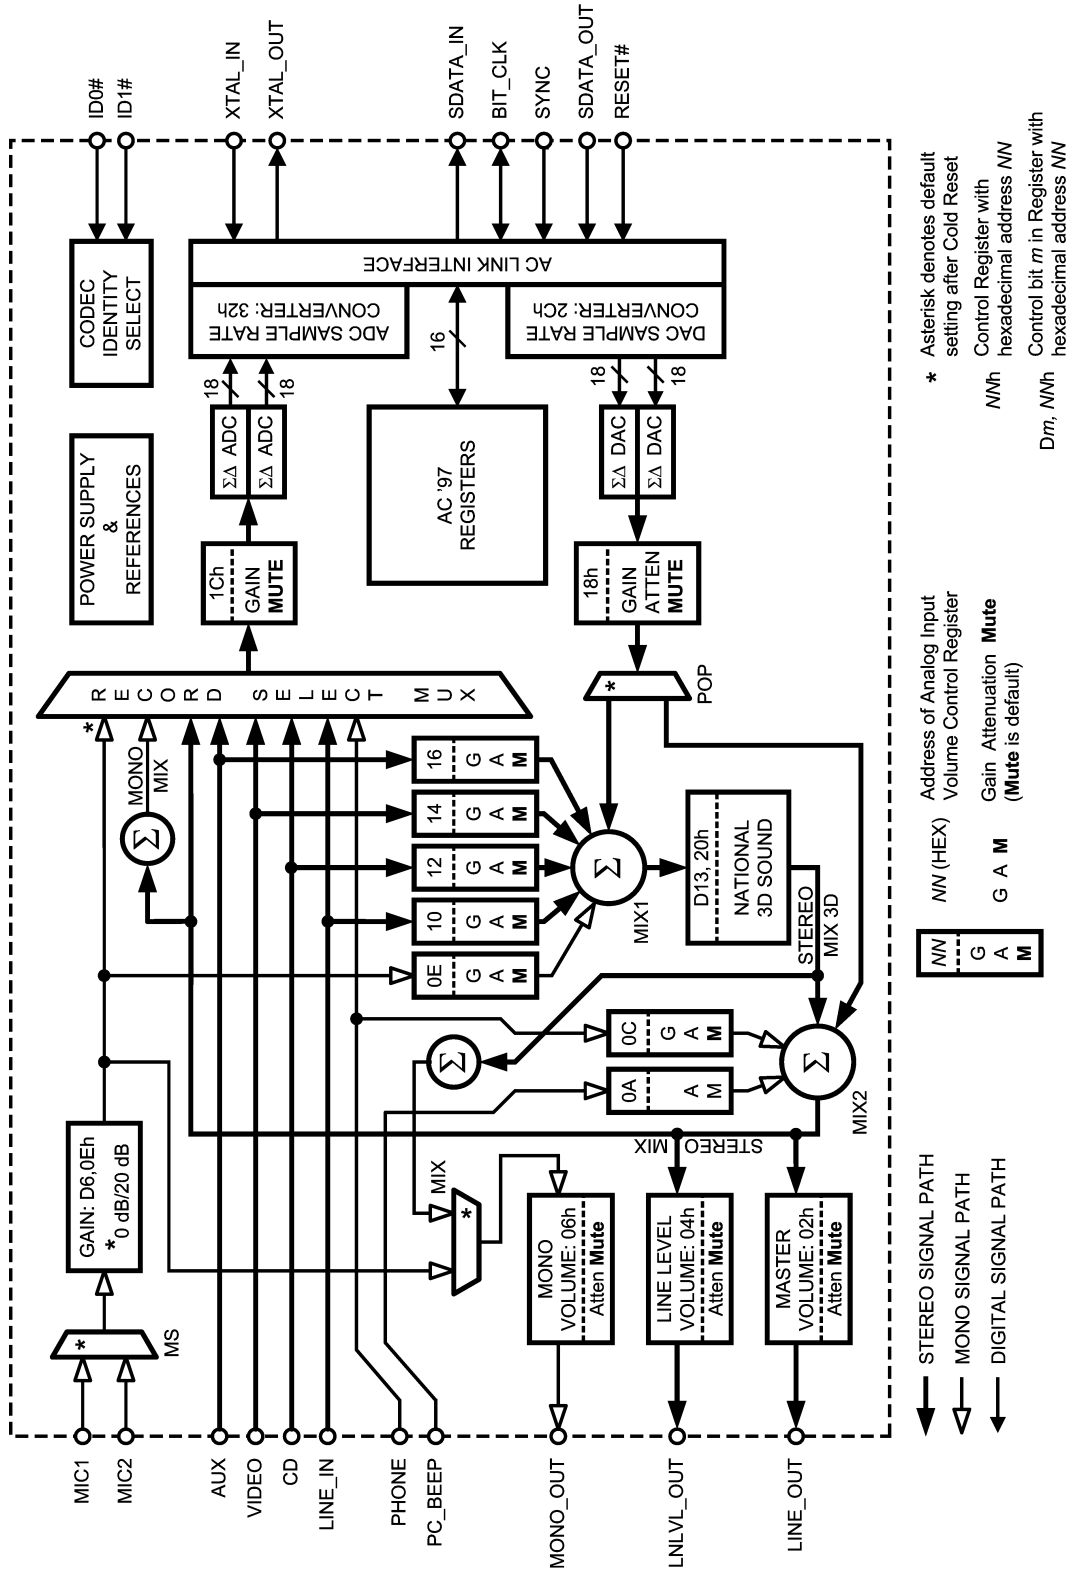 MIC1
MIC2
AUX
VIDEO
CD
LINE_IN
PHONE
PC_BEEP
MONO_OUT
LNLVL_OUT
LINE_OUT
*
MS
GAIN: D6,0Eh
* 0 dB/20 dB
MIX
*
MONO
VOLUME: 06h
Atten Mute
LINE LEVEL
VOLUME: 04h
Atten Mute
MASTER
VOLUME: 02h
Atten Mute
STEREO
MIX
Σ
0A
A M
0C
G A M
Σ
MIX2
0E
G A M
10
G A M
12
G A M
14
G A M
16
G A M
Σ
MIX1
D13, 20h
NATIONAL
3D SOUND
STEREO
MIX 3D
Σ
MONO
MIX
*
RECORD SELECT MUX
*
POP
1Ch
GAIN
MUTE
18h
GAIN
ATTEN
MUTE
POWER SUPPLY
&
REFERENCES
AC '97
REGISTERS
ΣΔ ADC
ΣΔ ADC
ΣΔ DAC
ΣΔ DAC
18
18
16
18
18
CODEC
IDENTITY
SELECT
ADC SAMPLE RATE
CONVERTER: 32h
DAC SAMPLE RATE
CONVERTER: 2Ch
AC LINK INTERFACE
ID0#
ID1#
XTAL_IN
XTAL_OUT
SDATA_IN
BIT_CLK
SYNC
SDATA_OUT
RESET#
STEREO SIGNAL PATH
MONO SIGNAL PATH
DIGITAL SIGNAL PATH
NN
G A M
NN (HEX)
Address of Analog Input
Volume Control Register
G A M
Gain Attenuation Mute
(Mute is default)
*
Asterisk denotes default
setting after Cold Reset
NNh
Control Register with
hexadecimal address NN
Dm, NNh
Control bit m in Register with
hexadecimal address NN